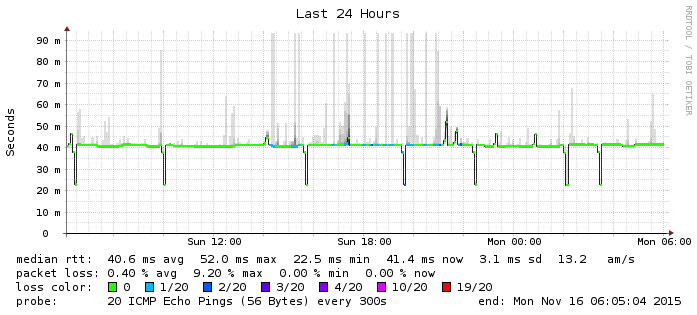 Last 24 Hours
RRDTOOL / TOBI OETIKER
Seconds
90 m
80 m
70 m
60 m
50 m
40 m
30 m
20 m
10 m
0
Sun 12:00 Sun 18:00 Mon 00:00 Mon 06:00
median rtt: 40.6 ms avg 52.0 ms max 22.5 ms min 41.4 ms now 3.1 ms sd 13.2 am/s
packet loss: 0.40 % avg 9.20 % max 0.00 % min 0.00 % now
loss color: 0 1/20 2/20 3/20 4/20 10/20 19/20
probe: 20 ICMP Echo Pings (56 Bytes) every 300s end: Mon Nov 16 06:05:04 2015